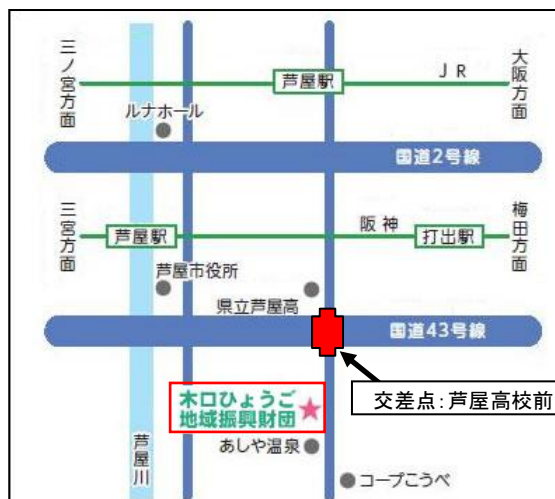 三ノ宮方面
芦屋駅
JR
大阪方面
ルナホール
国道2号線
三宮方面
芦屋駅
阪神
打出駅
梅田方面
芦屋市役所
県立芦屋高
国道43号線
木口ひょうご
地域振興財団
交差点:芦屋高校前
あしや温泉
芦屋川
コープこうべ